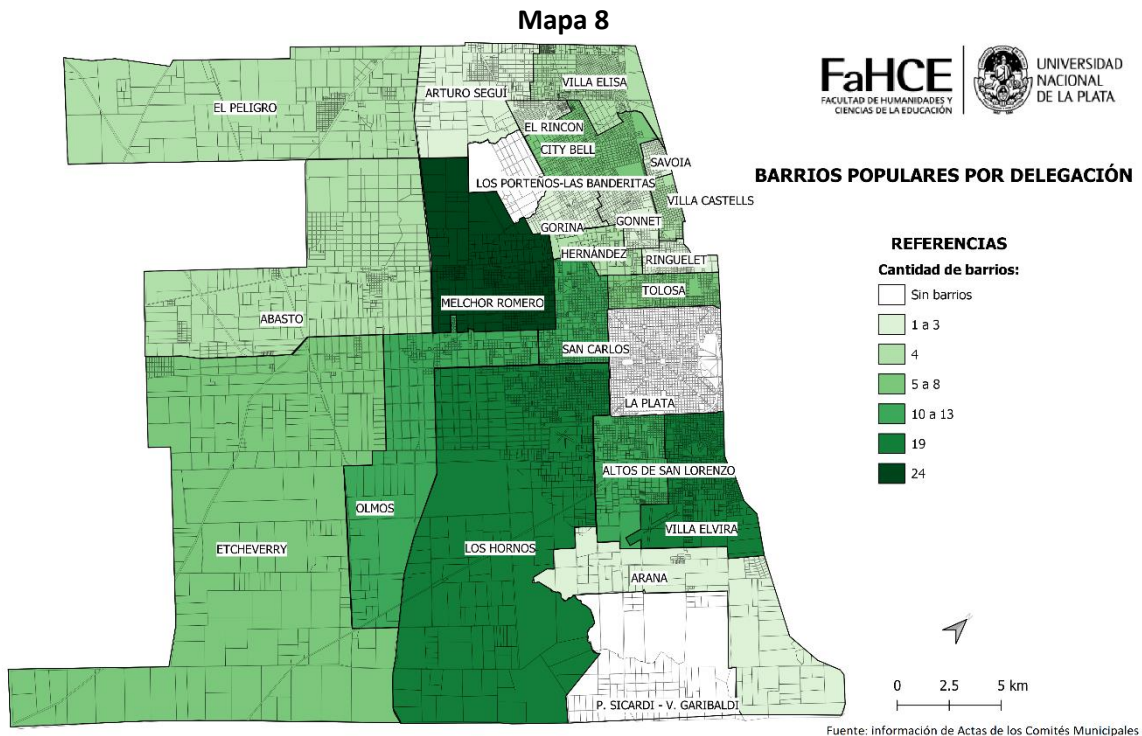 Mapa 8
FaHCE
FACULTAD DE HUMANIDADES Y
CIENCIAS DE LA EDUCACIÓN
UNIVERSIDAD
NACIONAL
DE LA PLATA
BARRIOS POPULARES POR DELEGACIÓN
REFERENCIAS
Cantidad de barrios:
Sin barrios
1 a 3
4
5 a 8
10 a 13
19
24
EL PELIGRO
ARTURO SEGUÍ
VILLA ELISA
EL RINCON
CITY BELL
SAVOIA
LOS PORTEÑOS-LAS BANDERITAS
VILLA CASTELLS
GORINA
GONNET
HERNÁNDEZ
RINGUELET
TOLOSA
MELCHOR ROMERO
ABASTO
SAN CARLOS
LA PLATA
ALTOS DE SAN LORENZO
OLMOS
VILLA ELVIRA
ETCHEVERRY
LOS HORNOS
ARANA
P. SICARDI - V. GARIBALDI
0 2.5 5 km
Fuente: información de Actas de los Comités Municipales